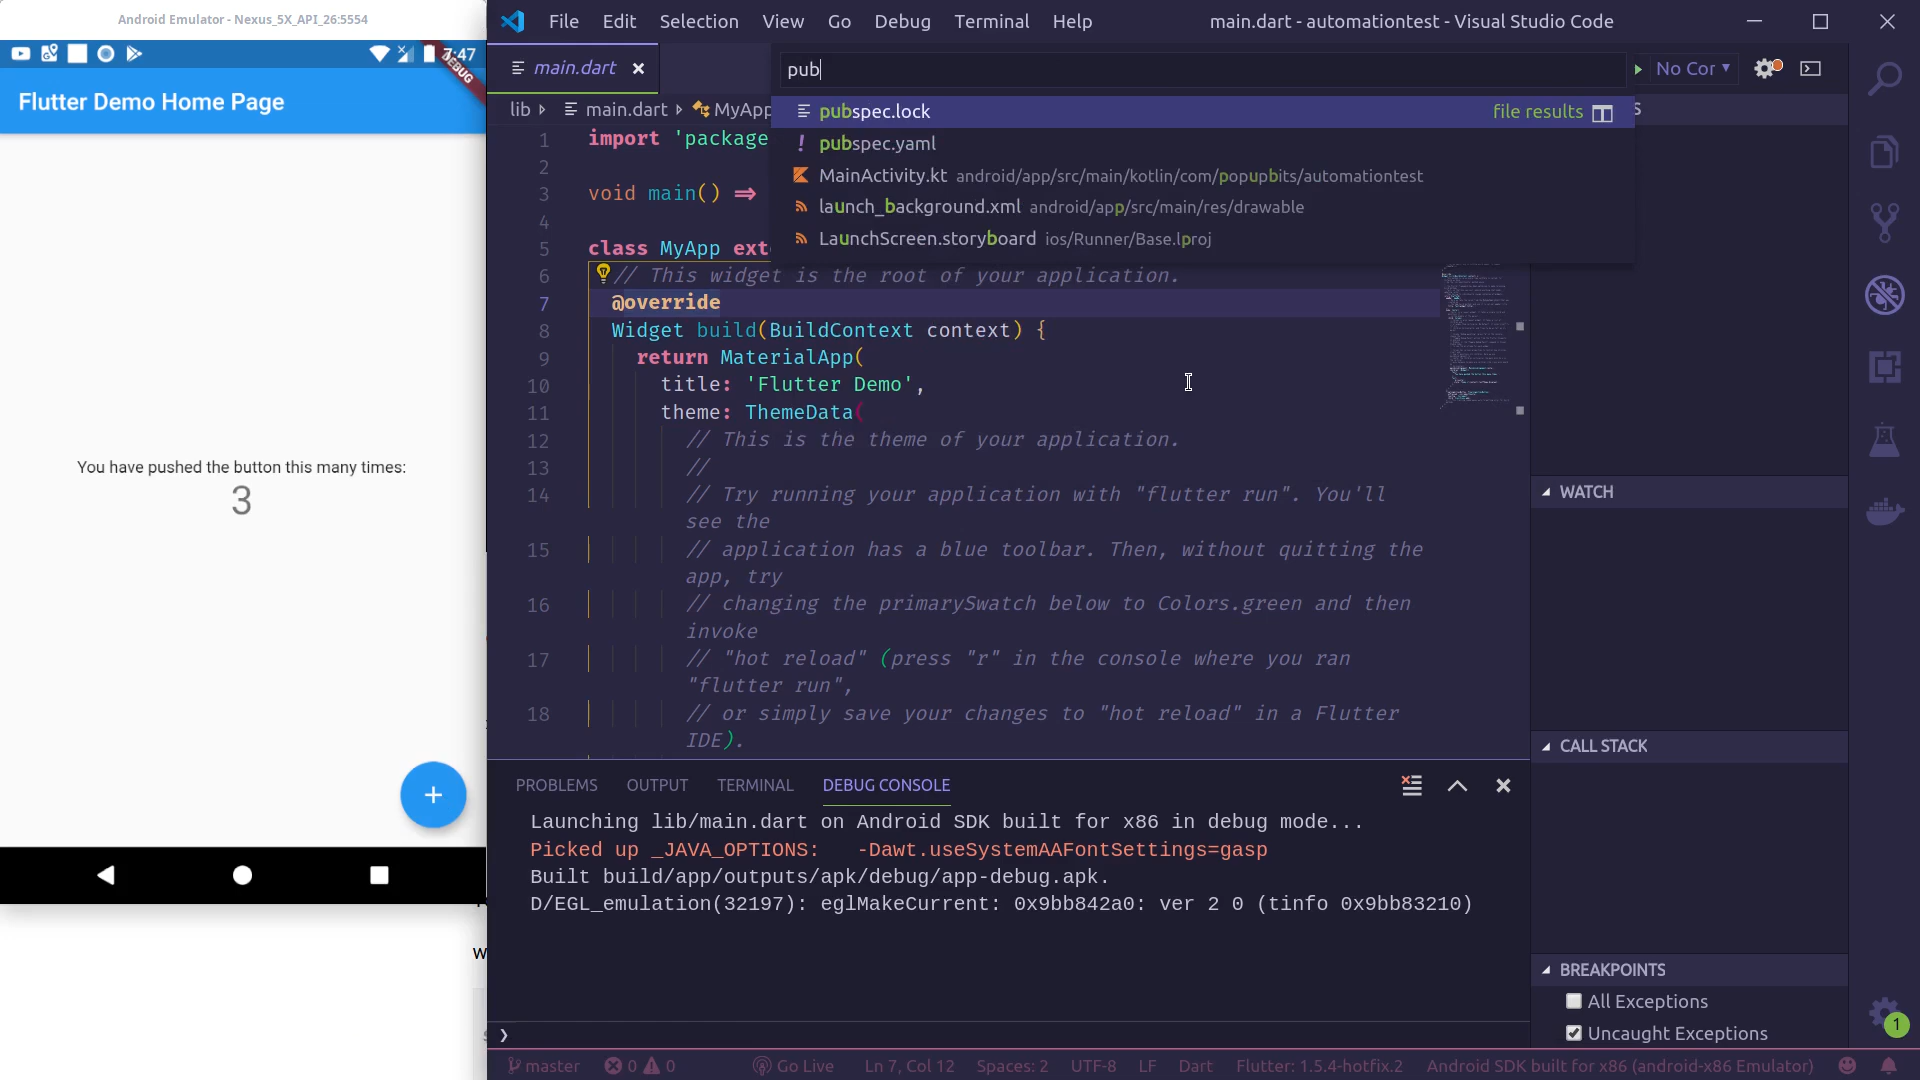 Android Emulator - Nexus_5X_API_26:5554
7:47
DEBUG
Flutter Demo Home Page
You have pushed the button this many times:
3
+
File Edit Selection View Go Debug Terminal Help
main.dart - automationtest - Visual Studio Code
main.dart
pub
No Cor
lib main.dart MyApp
pubspec.lock file results
pubspec.yaml
MainActivity.kt android/app/src/main/kotlin/com/popupbits/automationtest
launch_background.xml android/app/src/main/res/drawable
LaunchScreen.storyboard ios/Runner/Base.lproj
1 import 'package
2
3 void main() =>
4
5 class MyApp ext
6 // This widget is the root of your application.
7 @override
8 Widget build(BuildContext context) {
9 return MaterialApp(
10 title: 'Flutter Demo',
11 theme: ThemeData(
12 // This is the theme of your application.
13 //
14 // Try running your application with "flutter run". You'll
see the
15 // application has a blue toolbar. Then, without quitting the
app, try
16 // changing the primarySwatch below to Colors.green and then
invoke
17 // "hot reload" (press "r" in the console where you ran
"flutter run",
18 // or simply save your changes to "hot reload" in a Flutter
IDE).
PROBLEMS OUTPUT TERMINAL DEBUG CONSOLE
Launching lib/main.dart on Android SDK built for x86 in debug mode...
Picked up _JAVA_OPTIONS: -Dawt.useSystemAAFontSettings=gasp
Built build/app/outputs/apk/debug/app-debug.apk.
D/EGL_emulation(32197): eglMakeCurrent: 0x9bb842a0: ver 2 0 (tinfo 0x9bb83210)
WATCH
CALL STACK
BREAKPOINTS
All Exceptions
Uncaught Exceptions
1
master 0 0 Go Live Ln 7, Col 12 Spaces: 2 UTF-8 LF Dart Flutter: 1.5.4-hotfix.2 Android SDK built for x86 (android-x86 Emulator)